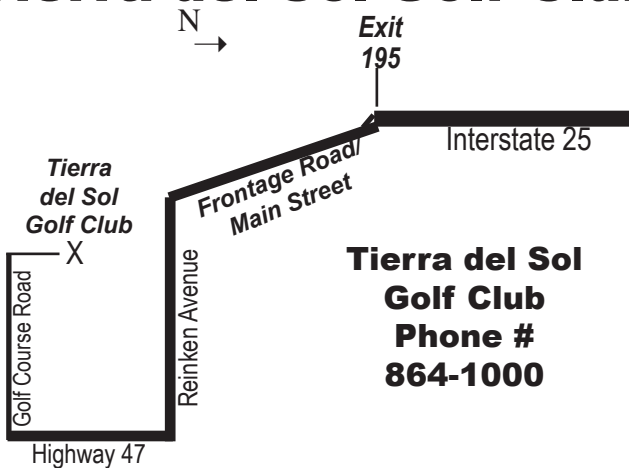 N
Exit
195
Interstate 25
Frontage Road/
Main Street
Tierra
del Sol
Golf Club
X
Golf Course Road
Reinken Avenue
Highway 47
Tierra del Sol
Golf Club
Phone #
864-1000